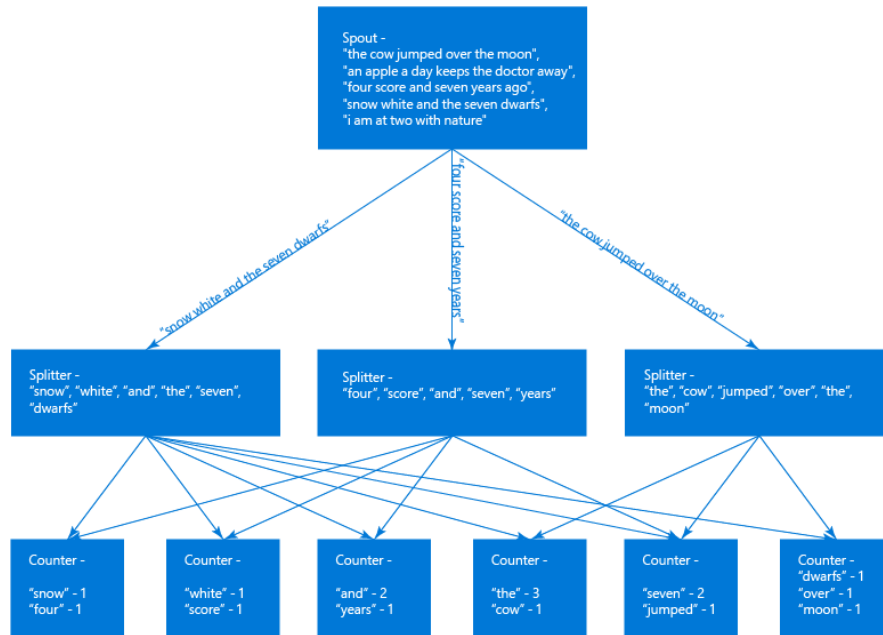 Spout -
"the cow jumped over the moon",
"an apple a day keeps the doctor away",
"four score and seven years ago",
"snow white and the seven dwarfs",
"i am at two with nature"
"snow white and the seven dwarfs"
"four score and
seven years"
"the cow jumped over the moon"
Splitter -
"snow", "white", "and", "the", "seven",
"dwarfs"
Splitter -
"four", "score", "and", "seven", "years"
Splitter -
"the", "cow", "jumped", "over", "the",
"moon"
Counter -
"snow" - 1
"four" - 1
Counter -
"white" - 1
"score" - 1
Counter -
"and" - 2
"years" - 1
Counter -
"the" - 3
"cow" - 1
Counter -
"seven" - 2
"jumped" - 1
Counter -
"dwarfs" - 1
"over" - 1
"moon" - 1